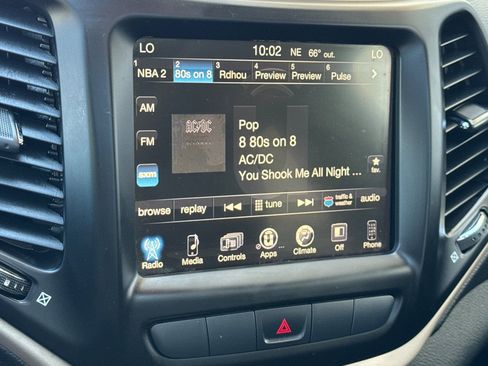 LO 10:02 NE 66° out. LO
1 2 3 4 5 6
NBA 2 80s on 8 Rdhou Preview Preview Pulse
AM
FM
sxm
AC/DC
Pop
8 80s on 8
AC/DC
You Shook Me All Night ...
fav.
browse replay tune traffic & weather audio
Radio Media Controls Apps ... Climate Off Phone